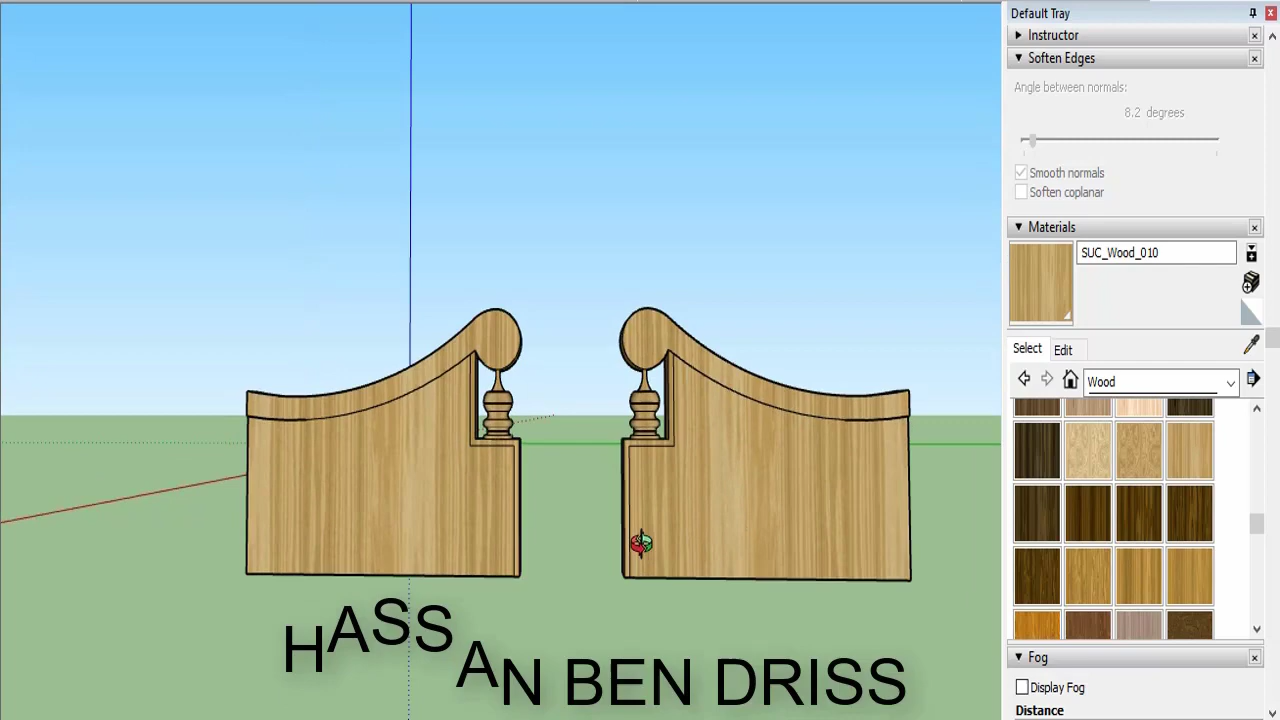 Default Tray
Instructor
Soften Edges
Angle between normals:
8.2 degrees
Smooth normals
Soften coplanar
Materials
SUC_Wood_010
Select Edit
Wood
Fog
Display Fog
Distance
HASSAN BEN DRISS